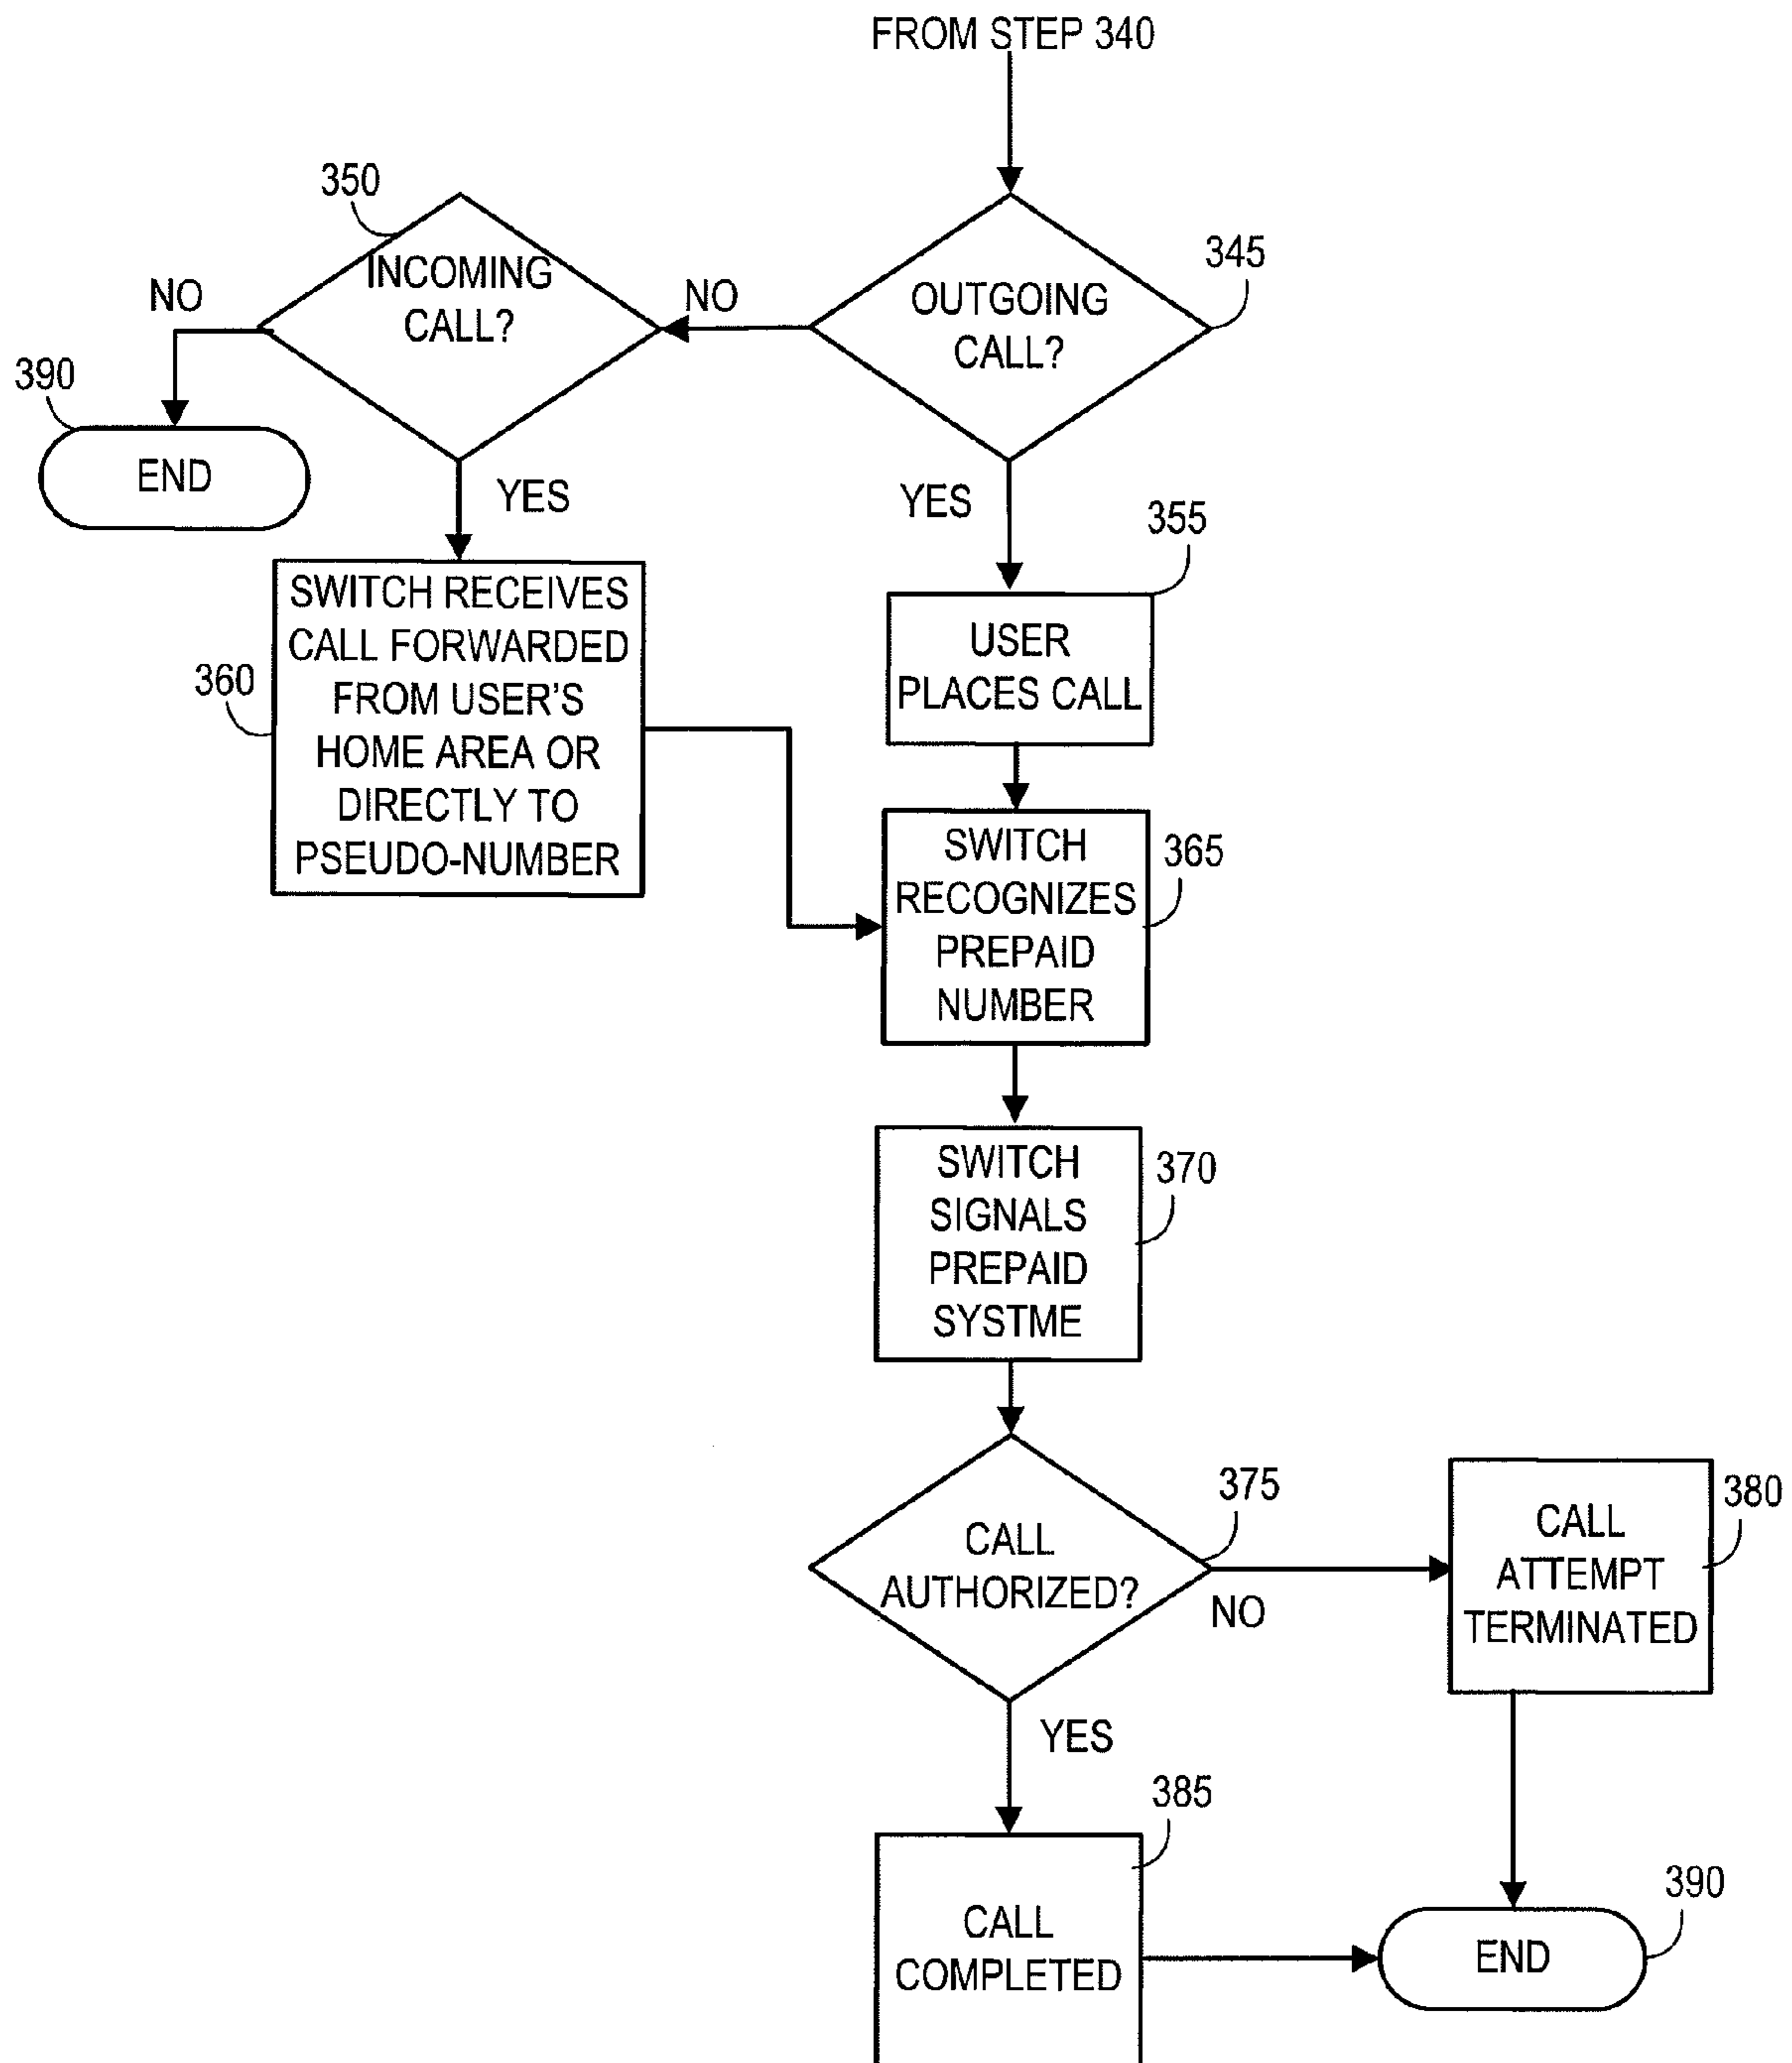 FROM STEP 340
350
INCOMING
CALL?
NO
NO
OUTGOING
CALL?
345
390
END
YES
YES
355
SWITCH RECEIVES
CALL FORWARDED
FROM USER'S
HOME AREA OR
DIRECTLY TO
PSEUDO-NUMBER
360
USER
PLACES CALL
SWITCH
RECOGNIZES
PREPAID
NUMBER
365
SWITCH
SIGNALS
PREPAID
SYSTME
370
CALL
AUTHORIZED?
375
NO
CALL
ATTEMPT
TERMINATED
380
YES
385
CALL
COMPLETED
END
390